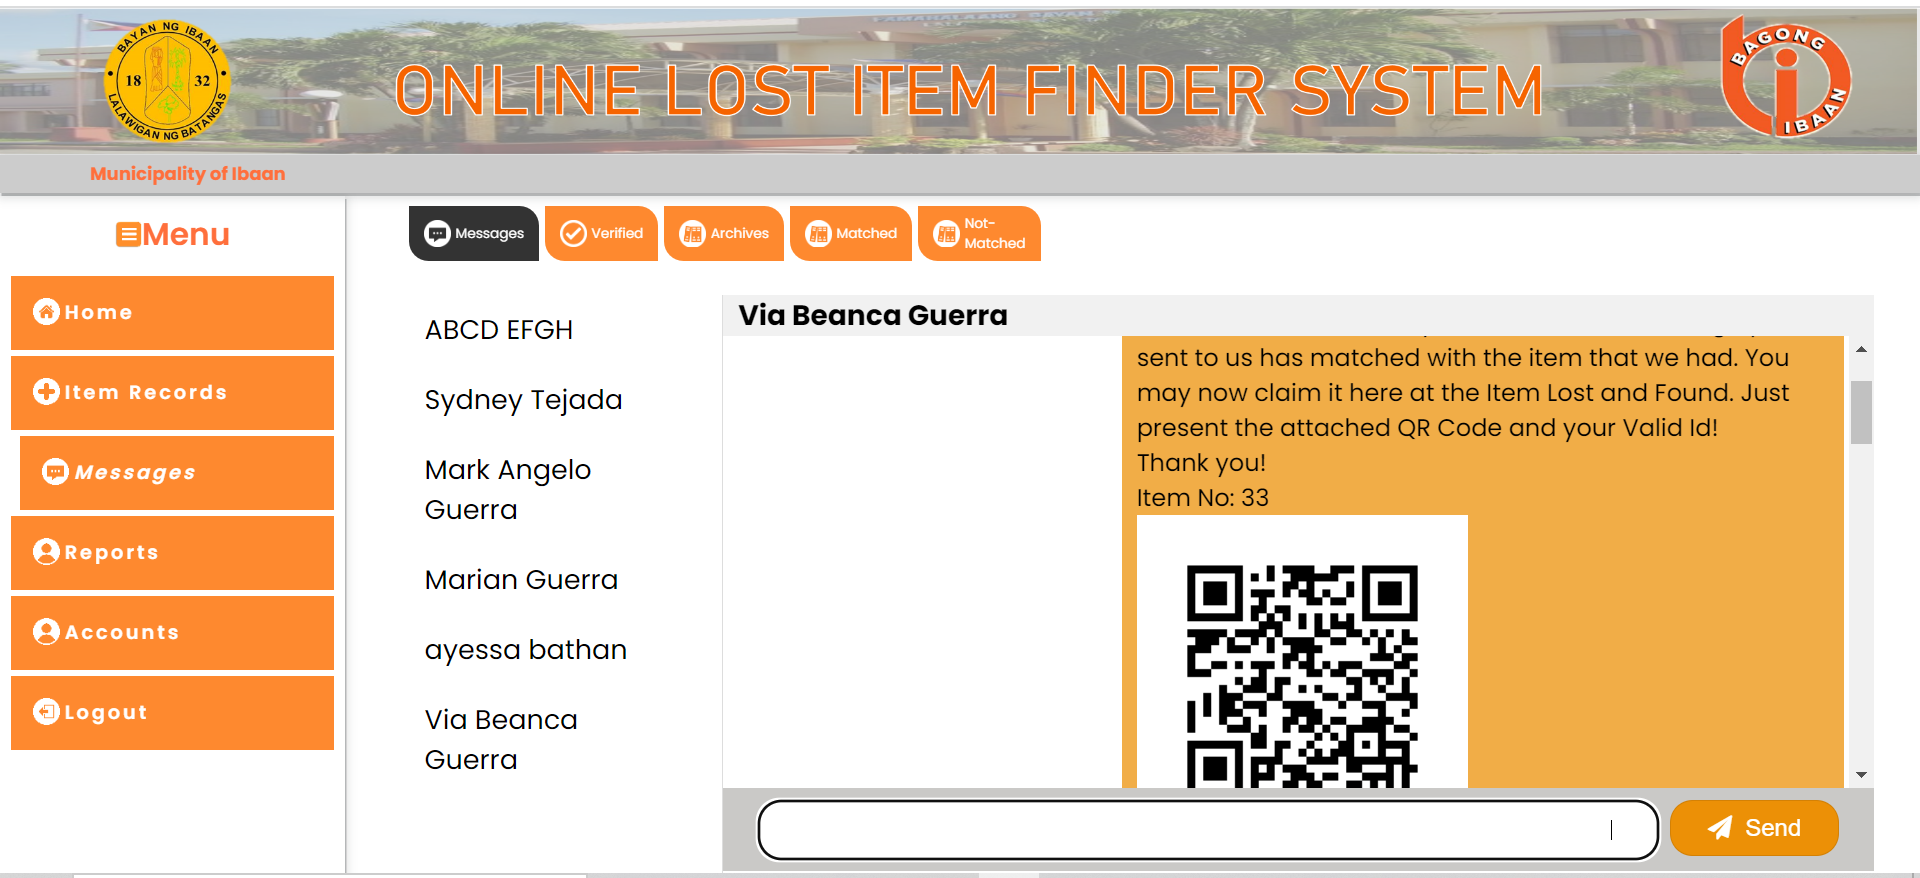 BAYAN NG IBAAN
18 32
LALAWIGAN NG BATANGAS
ONLINE LOST ITEM FINDER SYSTEM
BAGONG
IBAAN
Municipality of Ibaan
Menu
Home
Item Records
Messages
Reports
Accounts
Logout
Messages
Verified
Archives
Matched
Not-
Matched
ABCD EFGH
Sydney Tejada
Mark Angelo
Guerra
Marian Guerra
ayessa bathan
Via Beanca
Guerra
Via Beanca Guerra
sent to us has matched with the item that we had. You
may now claim it here at the Item Lost and Found. Just
present the attached QR Code and your Valid Id!
Thank you!
Item No: 33
Send